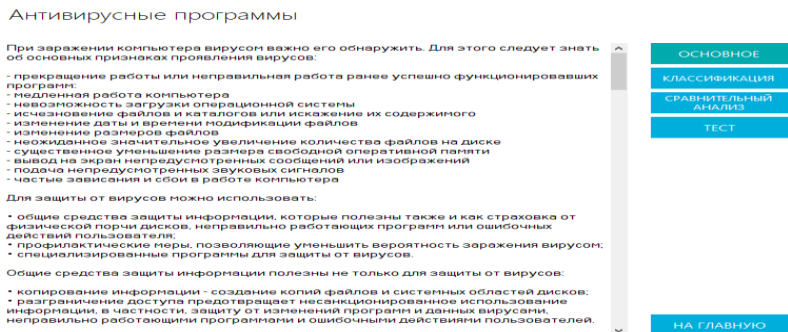 Антивирусные программы
При заражении компьютера вирусом важно его обнаружить. Для этого следует знать
об основных признаках проявления вирусов:
- прекращение работы или неправильная работа ранее успешно функционировавших
программ:
- медленная работа компьютера
- невозможность загрузки операционной системы
- исчезновение файлов и каталогов или искажение их содержимого
- изменение даты и времени модификации файлов
- изменение размеров файлов
- неожиданное значительное увеличение количества файлов на диске
- существенное уменьшение размера свободной оперативной памяти
- вывод на экран непредусмотренных сообщений или изображений
- подача непредусмотренных звуковых сигналов
- частые зависания и сбои в работе компьютера
Для защиты от вирусов можно использовать:
• общие средства защиты информации, которые полезны также и как страховка от
физической порчи дисков, неправильно работающих программ или ошибочных
действий пользователя;
• профилактические меры, позволяющие уменьшить вероятность заражения вирусом;
• специализированные программы для защиты от вирусов.
Общие средства защиты информации полезны не только для защиты от вирусов:
• копирование информации - создание копий файлов и системных областей дисков;
• разграничение доступа предотвращает несанкционированное использование
информации, в частности, защиту от изменений программ и данных вирусами,
неправильно работающими программами и ошибочными действиями пользователей.
ОСНОВНОЕ
КЛАССИФИКАЦИЯ
СРАВНИТЕЛЬНЫЙ
АНАЛИЗ
ТЕСТ
НА ГЛАВНУЮ